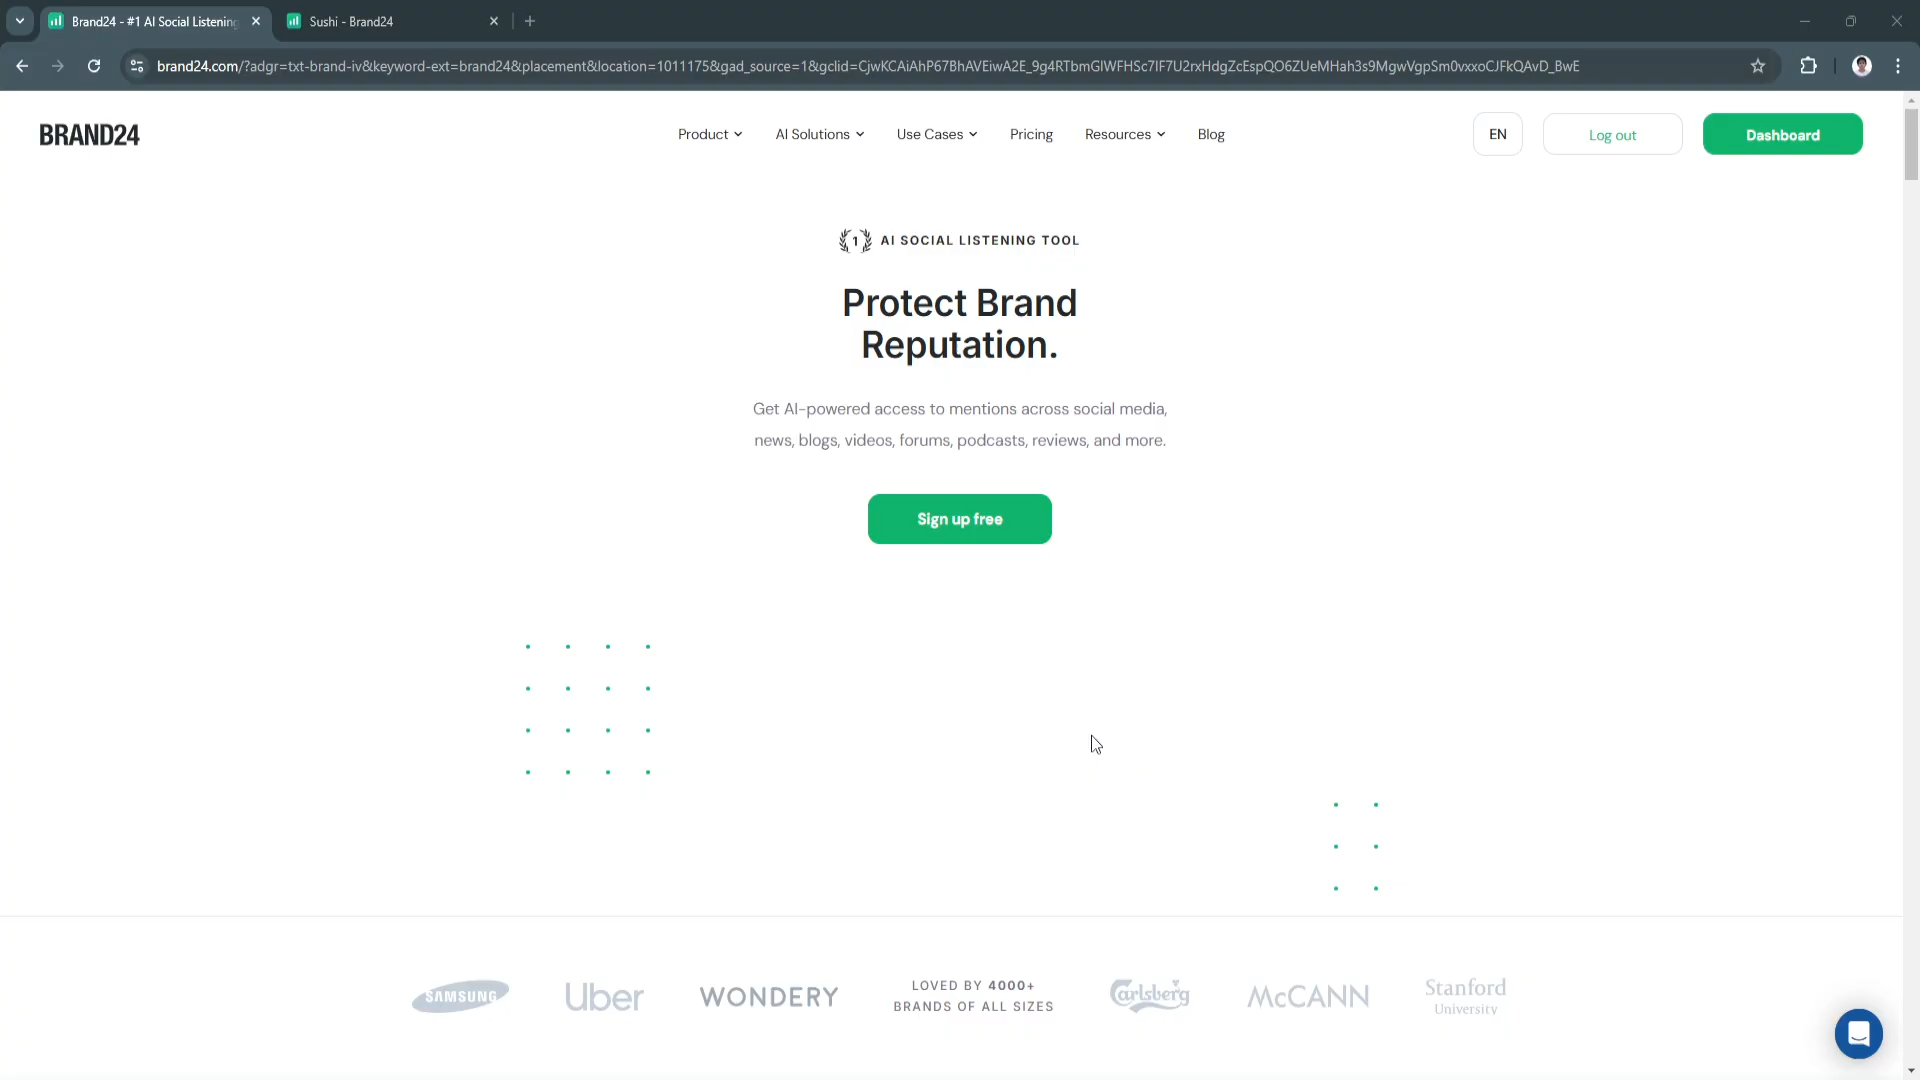 Brand24 - #1 AI Social Listening
Sushi - Brand24
brand24.com/?adgr=txt-brand-iv&keyword-ext=brand24&placement&location=1011175&gad_source=1&gclid=CjwKCAiAhP67BhAVEiwA2E_9g4RTbmGlWFHSc7lF7U2rxHdgZcEspQO6ZUeMHah3s9MgwVgpSm0vxxoCJFkQAvD_BwE
BRAND24
Product
AI Solutions
Use Cases
Pricing
Resources
Blog
EN
Log out
Dashboard
1 AI SOCIAL LISTENING TOOL
Protect Brand
Reputation.
Get AI-powered access to mentions across social media,
news, blogs, videos, forums, podcasts, reviews, and more.
Sign up free
SAMSUNG
Uber
WONDERY
LOVED BY 4000+
BRANDS OF ALL SIZES
Carlsberg
McCANN
Stanford
University